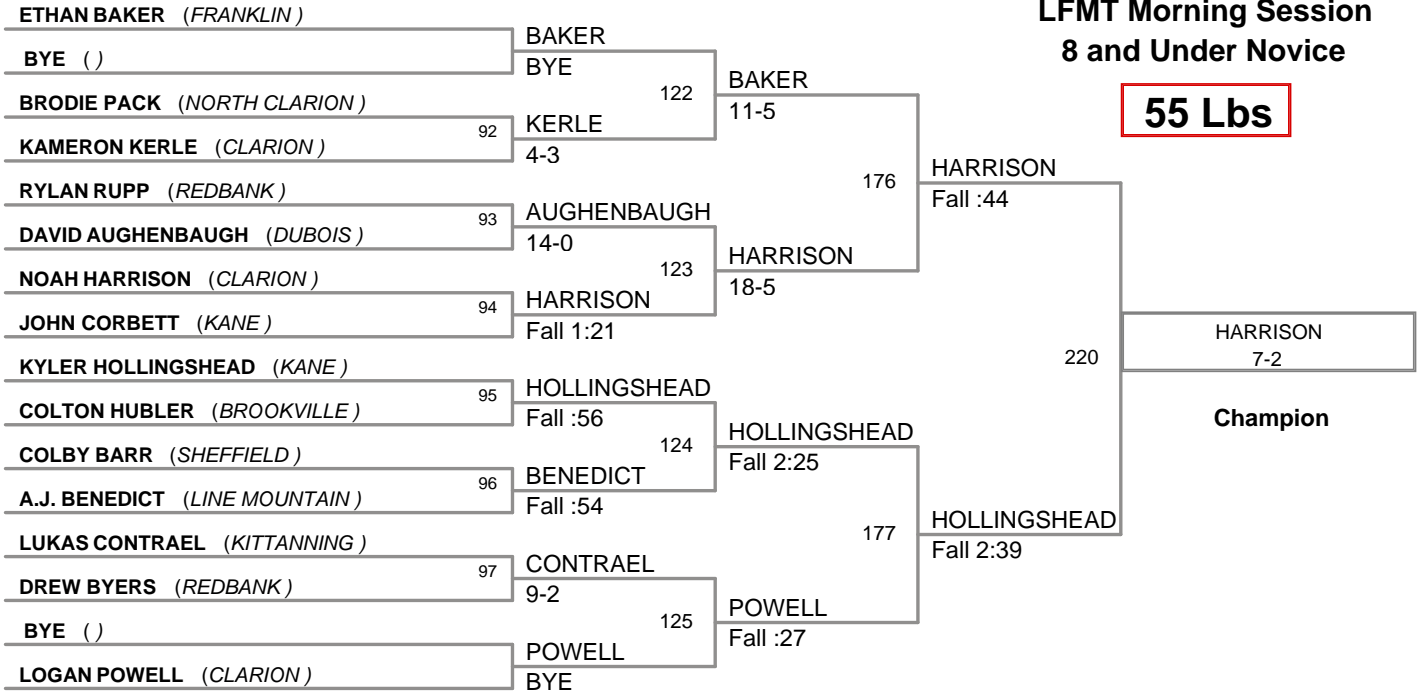 LFMT Morning Session
8 and Under Novice
55 Lbs
ETHAN BAKER (FRANKLIN )
BYE ( )
BRODIE PACK (NORTH CLARION )
KAMERON KERLE (CLARION )
RYLAN RUPP (REDBANK )
DAVID AUGHENBAUGH (DUBOIS )
NOAH HARRISON (CLARION )
JOHN CORBETT (KANE )
KYLER HOLLINGSHEAD (KANE )
COLTON HUBLER (BROOKVILLE )
COLBY BARR (SHEFFIELD )
A.J. BENEDICT (LINE MOUNTAIN )
LUKAS CONTRAEL (KITTANNING )
DREW BYERS (REDBANK )
BYE ( )
LOGAN POWELL (CLARION )
92
93
94
95
96
97
BAKER
BYE
KERLE
4-3
AUGHENBAUGH
14-0
HARRISON
Fall 1:21
HOLLINGSHEAD
Fall :56
BENEDICT
Fall :54
CONTRAEL
9-2
POWELL
BYE
122
123
124
125
BAKER
11-5
HARRISON
18-5
HOLLINGSHEAD
Fall 2:25
POWELL
Fall :27
176
177
HARRISON
Fall :44
HOLLINGSHEAD
Fall 2:39
220
HARRISON
7-2
Champion